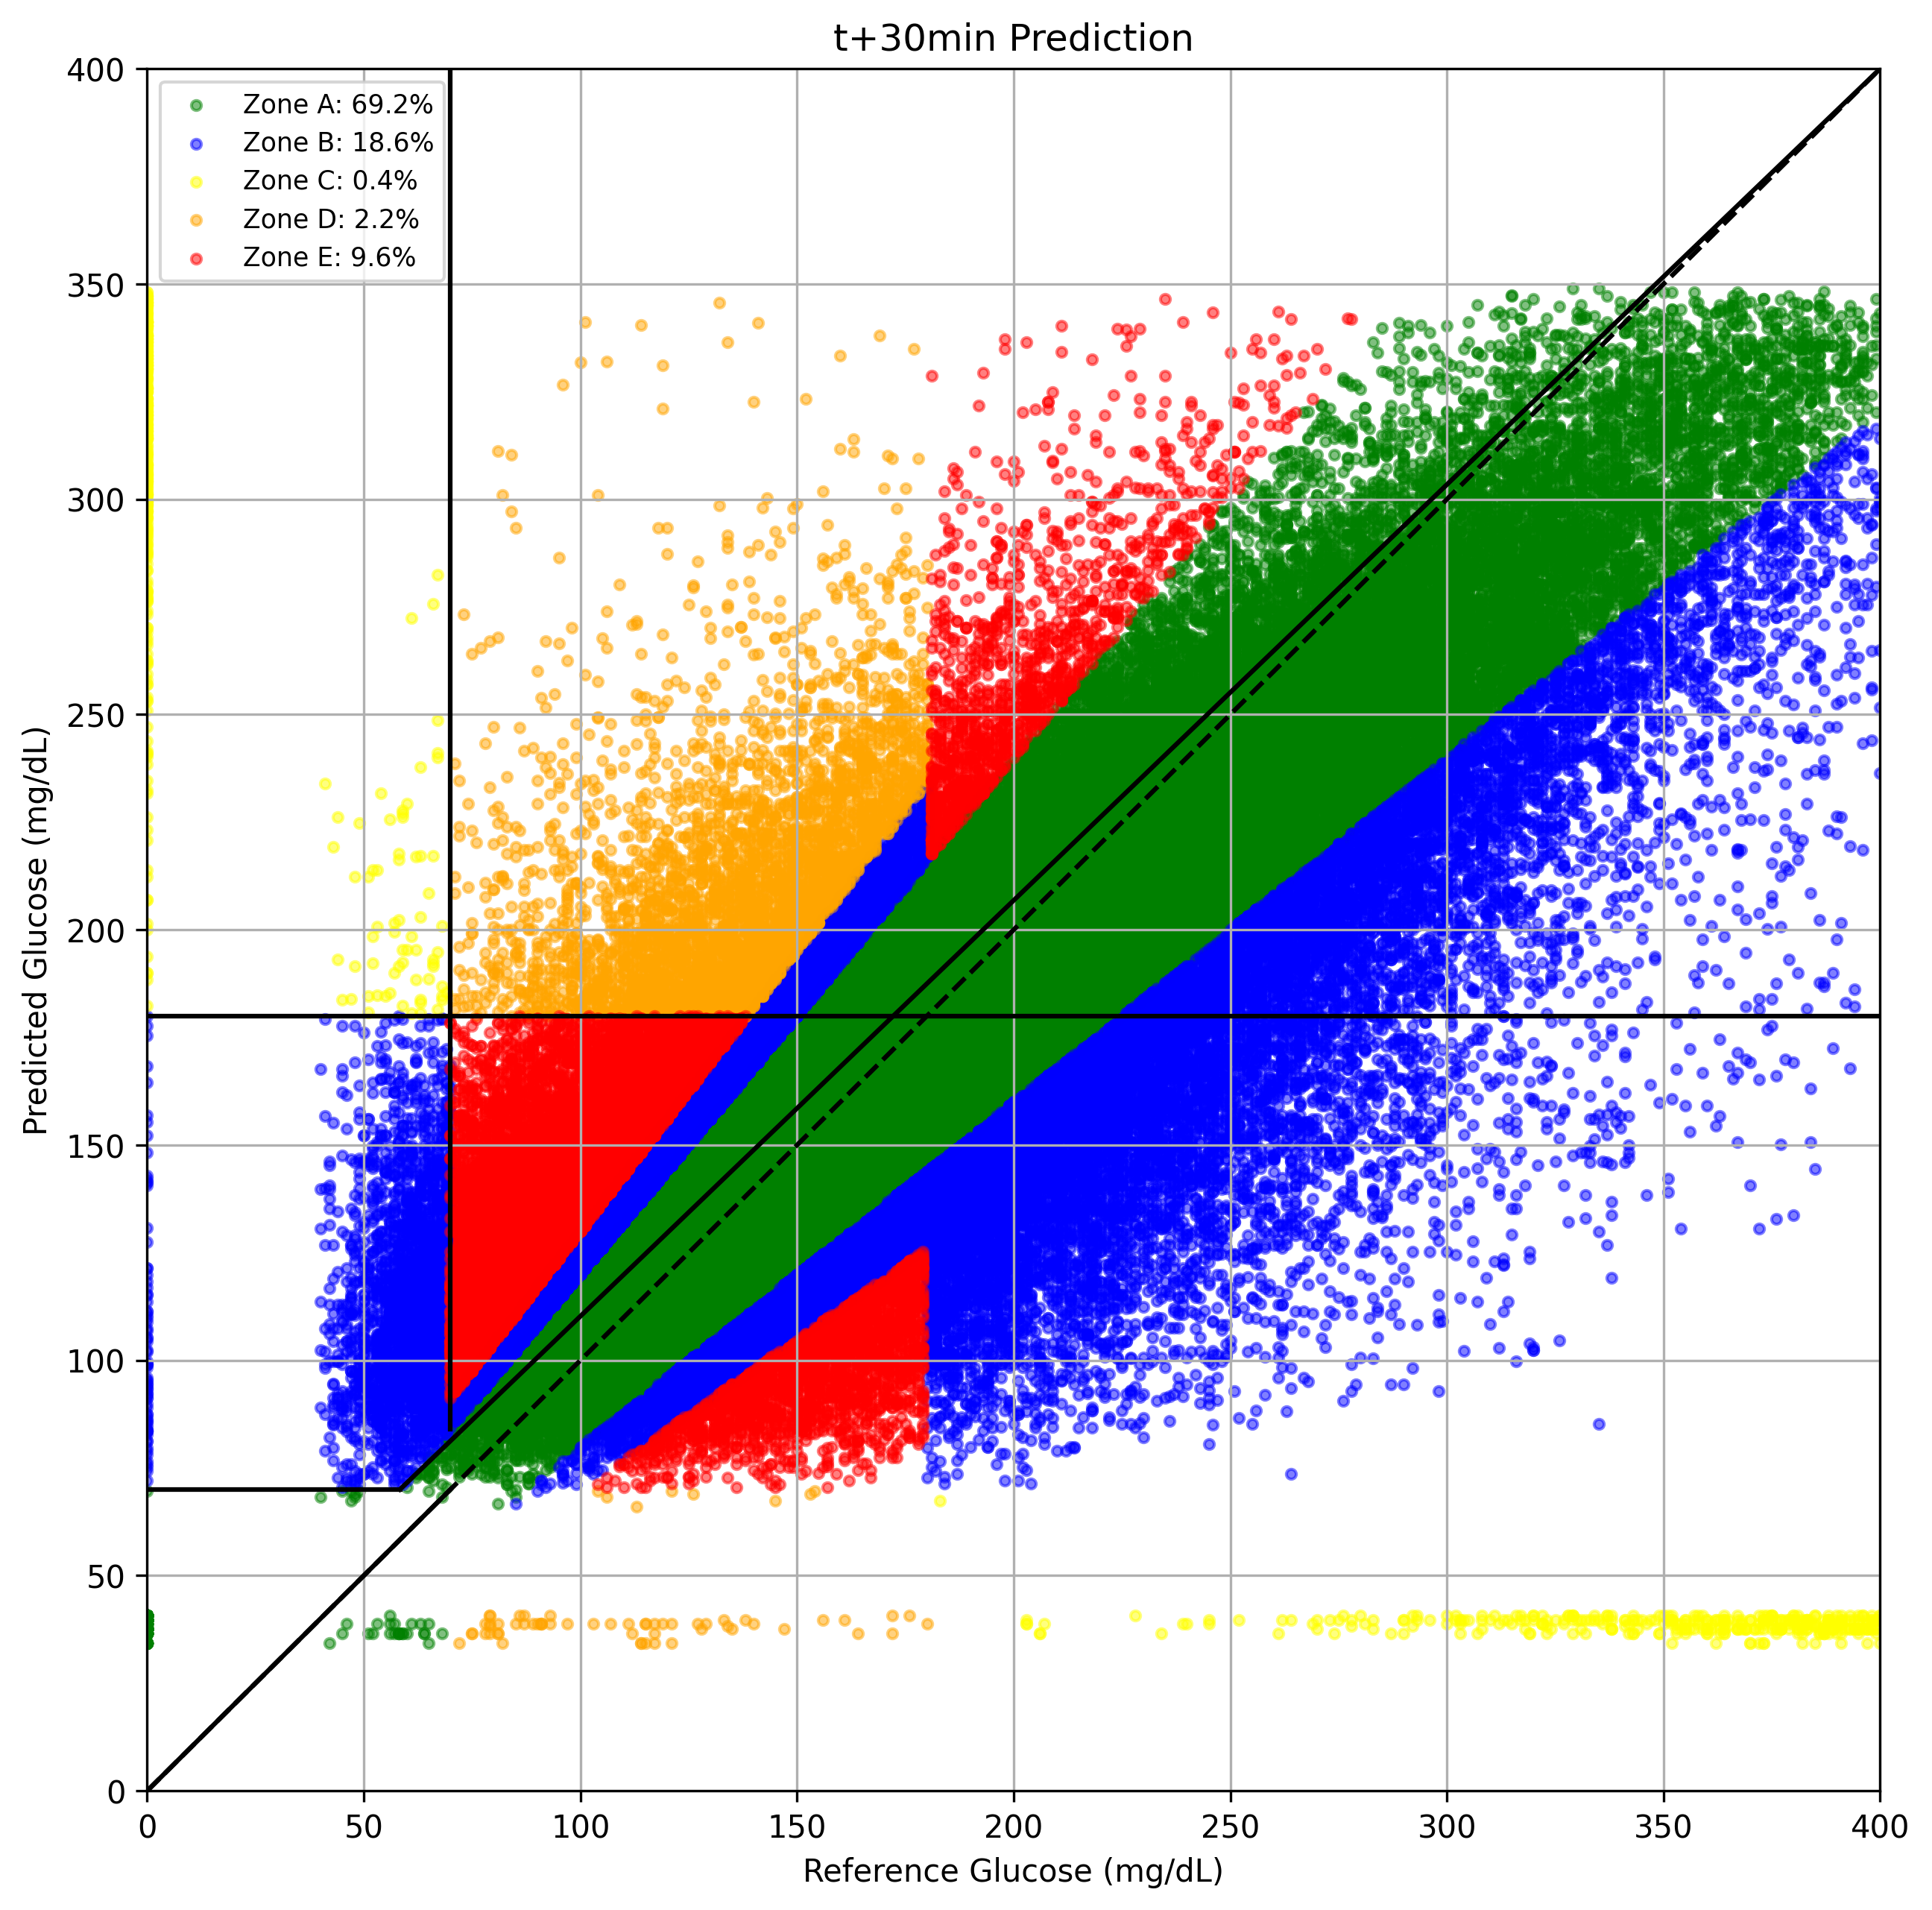 t+30min Prediction
400
350
300
250
200
150
100
50
0
Predicted Glucose (mg/dL)
Zone A: 69.2%
Zone B: 18.6%
Zone C: 0.4%
Zone D: 2.2%
Zone E: 9.6%
0 50 100 150 200 250 300 350 400
Reference Glucose (mg/dL)